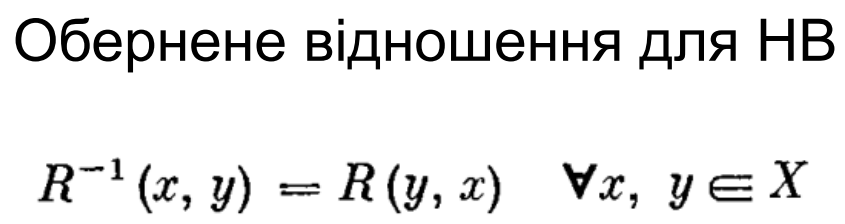 Обернене відношення для НВ
R⁻¹(x, y) = R(y, x) ∀x, y ∈ X